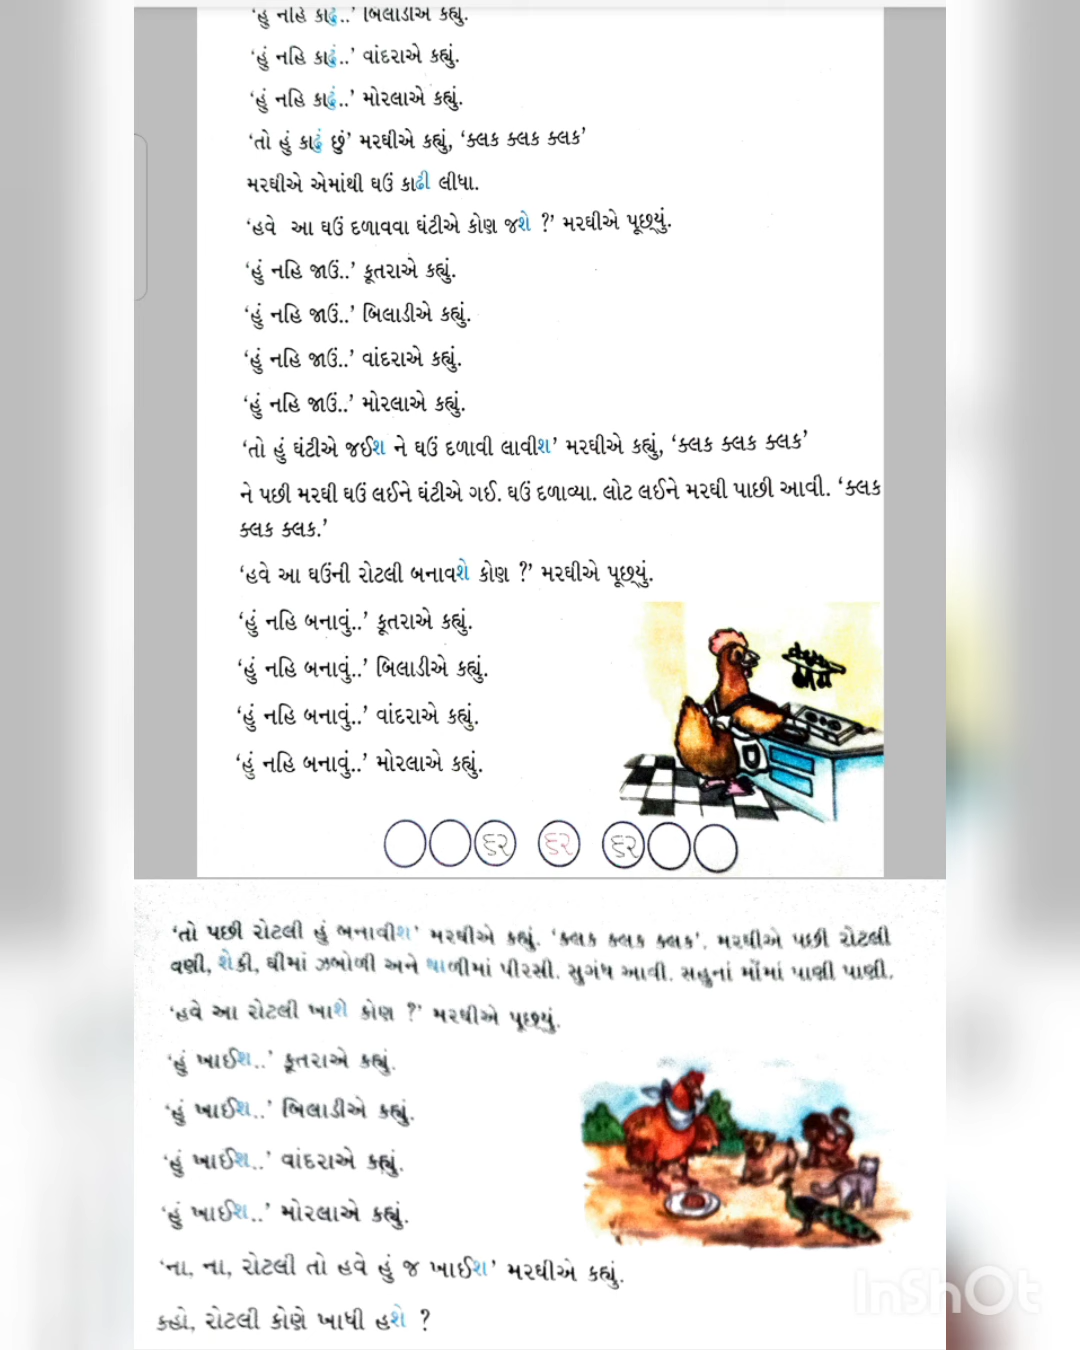 'હું નહિ કાઢું..' બિલાડીએ કહ્યું.
'હું નહિ કાઢું..' વાંદરાએ કહ્યું.
'હું નહિ કાઢું..' મોરલાએ કહ્યું.
'તો હું કાઢું છું' મરઘીએ કહ્યું, 'ક્લક ક્લક ક્લક'
મરઘીએ એમાંથી ઘઉં કાઢી લીધા.
'હવે આ ઘઉં દળાવવા ઘંટીએ કોણ જશે ?' મરઘીએ પૂછ્યું.
'હું નહિ જાઉં..' કૂતરાએ કહ્યું.
'હું નહિ જાઉં..' બિલાડીએ કહ્યું.
'હું નહિ જાઉં..' વાંદરાએ કહ્યું.
'હું નહિ જાઉં..' મોરલાએ કહ્યું.
'તો હું ઘંટીએ જઈશ ને ઘઉં દળાવી લાવીશ' મરઘીએ કહ્યું, 'ક્લક ક્લક ક્લક'
ને પછી મરઘી ઘઉં લઈને ઘંટીએ ગઈ. ઘઉં દળાવ્યા. લોટ લઈને મરઘી પાછી આવી. 'ક્લક
ક્લક ક્લક.'
'હવે આ ઘઉંની રોટલી બનાવશે કોણ ?' મરઘીએ પૂછ્યું.
'હું નહિ બનાવું..' કૂતરાએ કહ્યું.
'હું નહિ બનાવું..' બિલાડીએ કહ્યું.
'હું નહિ બનાવું..' વાંદરાએ કહ્યું.
'હું નહિ બનાવું..' મોરલાએ કહ્યું.
૬૨ ૬૨ ૬૨
'તો પછી રોટલી હું બનાવીશ' મરઘીએ કહ્યું. 'ક્લક ક્લક ક્લક'. મરઘીએ પછી રોટલી
વણી, શેકી, ઘીમાં ઝબોળી અને થાળીમાં પીરસી. સુગંધ આવી. સહુનાં મોંમાં પાણી પાણી.
'હવે આ રોટલી ખાશે કોણ ?' મરઘીએ પૂછ્યું.
'હું ખાઈશ..' કૂતરાએ કહ્યું.
'હું ખાઈશ..' બિલાડીએ કહ્યું.
'હું ખાઈશ..' વાંદરાએ કહ્યું.
'હું ખાઈશ..' મોરલાએ કહ્યું.
'ના, ના, રોટલી તો હવે હું જ ખાઈશ' મરઘીએ કહ્યું.
કહો, રોટલી કોણે ખાધી હશે ?
InShOt